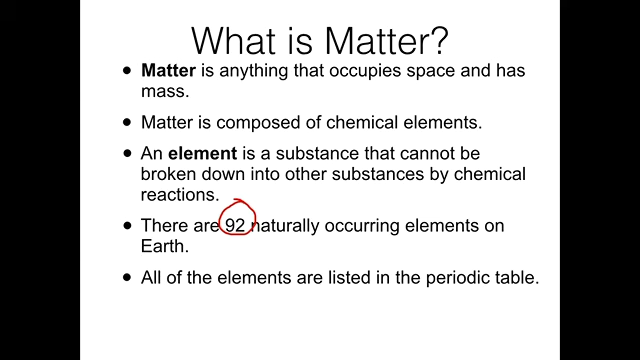 What is Matter?
• Matter is anything that occupies space and has
mass.
• Matter is composed of chemical elements.
• An element is a substance that cannot be
broken down into other substances by chemical
reactions.
• There are 92 naturally occurring elements on
Earth.
• All of the elements are listed in the periodic table.